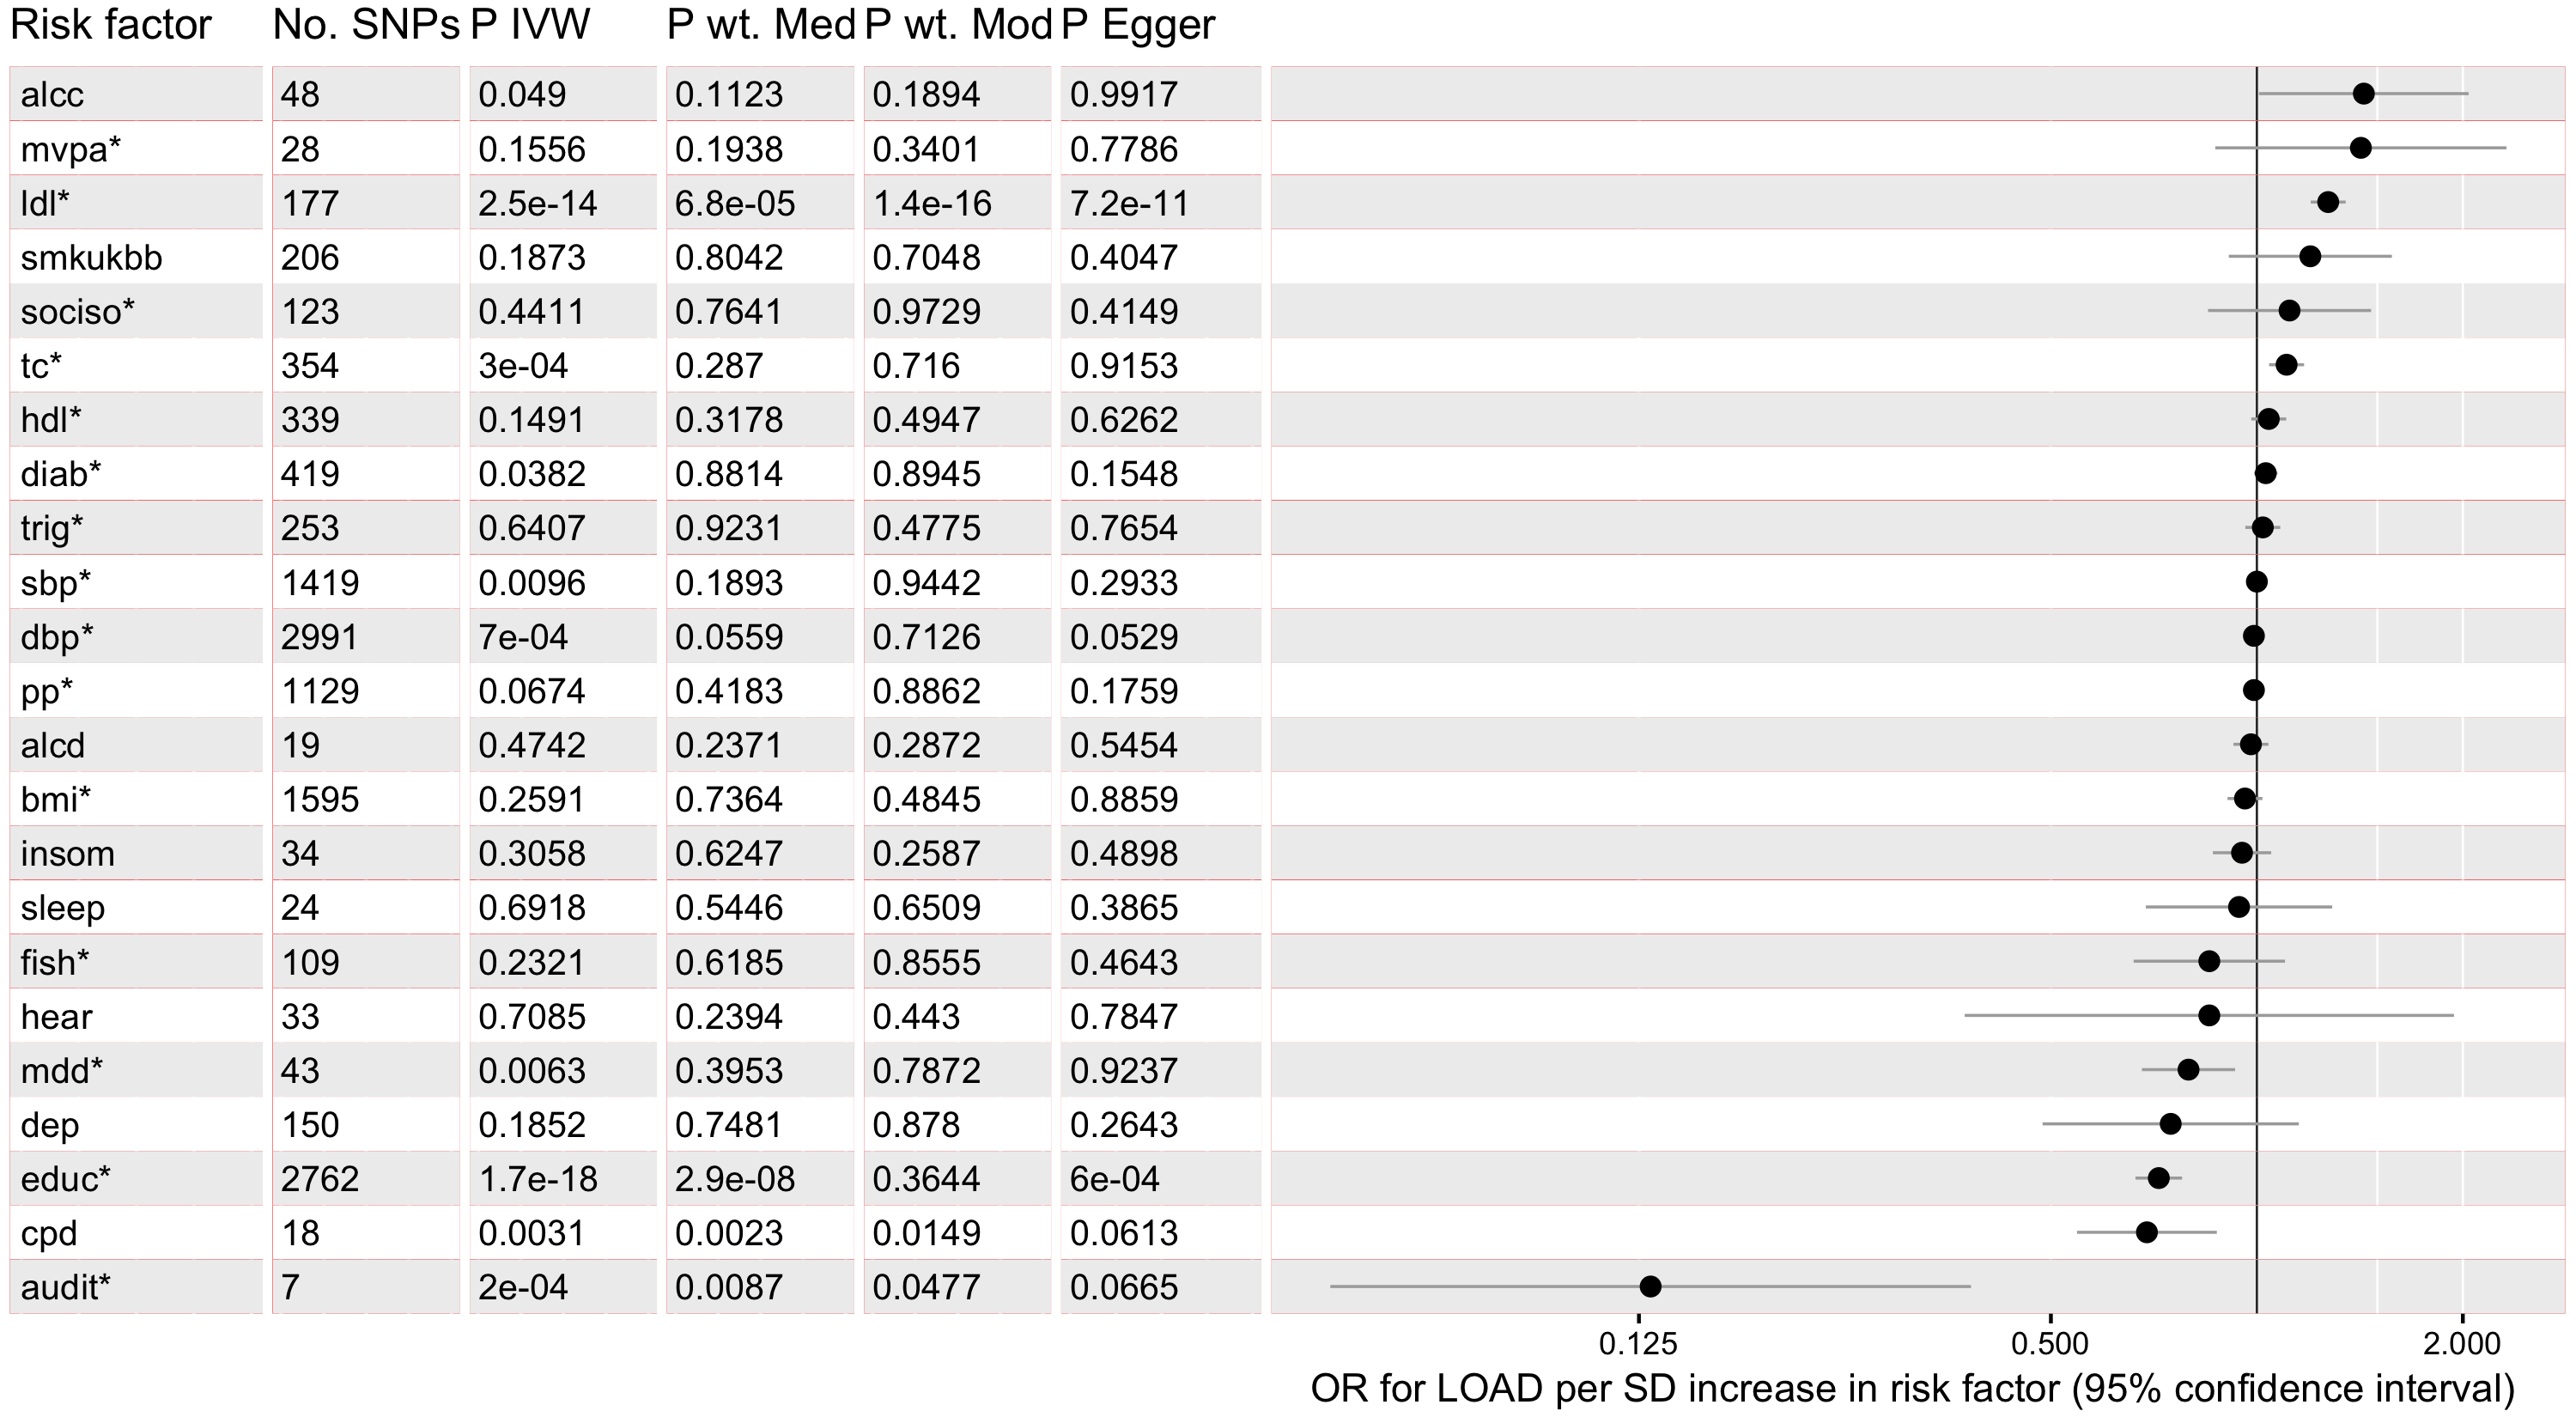 Risk factor No. SNPs P IVW P wt. Med P wt. Mod P Egger
alcc 48 0.049 0.1123 0.1894 0.9917
mvpa* 28 0.1556 0.1938 0.3401 0.7786
ldl* 177 2.5e-14 6.8e-05 1.4e-16 7.2e-11
smkukbb 206 0.1873 0.8042 0.7048 0.4047
sociso* 123 0.4411 0.7641 0.9729 0.4149
tc* 354 3e-04 0.287 0.716 0.9153
hdl* 339 0.1491 0.3178 0.4947 0.6262
diab* 419 0.0382 0.8814 0.8945 0.1548
trig* 253 0.6407 0.9231 0.4775 0.7654
sbp* 1419 0.0096 0.1893 0.9442 0.2933
dbp* 2991 7e-04 0.0559 0.7126 0.0529
pp* 1129 0.0674 0.4183 0.8862 0.1759
alcd 19 0.4742 0.2371 0.2872 0.5454
bmi* 1595 0.2591 0.7364 0.4845 0.8859
insom 34 0.3058 0.6247 0.2587 0.4898
sleep 24 0.6918 0.5446 0.6509 0.3865
fish* 109 0.2321 0.6185 0.8555 0.4643
hear 33 0.7085 0.2394 0.443 0.7847
mdd* 43 0.0063 0.3953 0.7872 0.9237
dep 150 0.1852 0.7481 0.878 0.2643
educ* 2762 1.7e-18 2.9e-08 0.3644 6e-04
cpd 18 0.0031 0.0023 0.0149 0.0613
audit* 7 2e-04 0.0087 0.0477 0.0665
0.125 0.500 2.000
OR for LOAD per SD increase in risk factor (95% confidence interval)